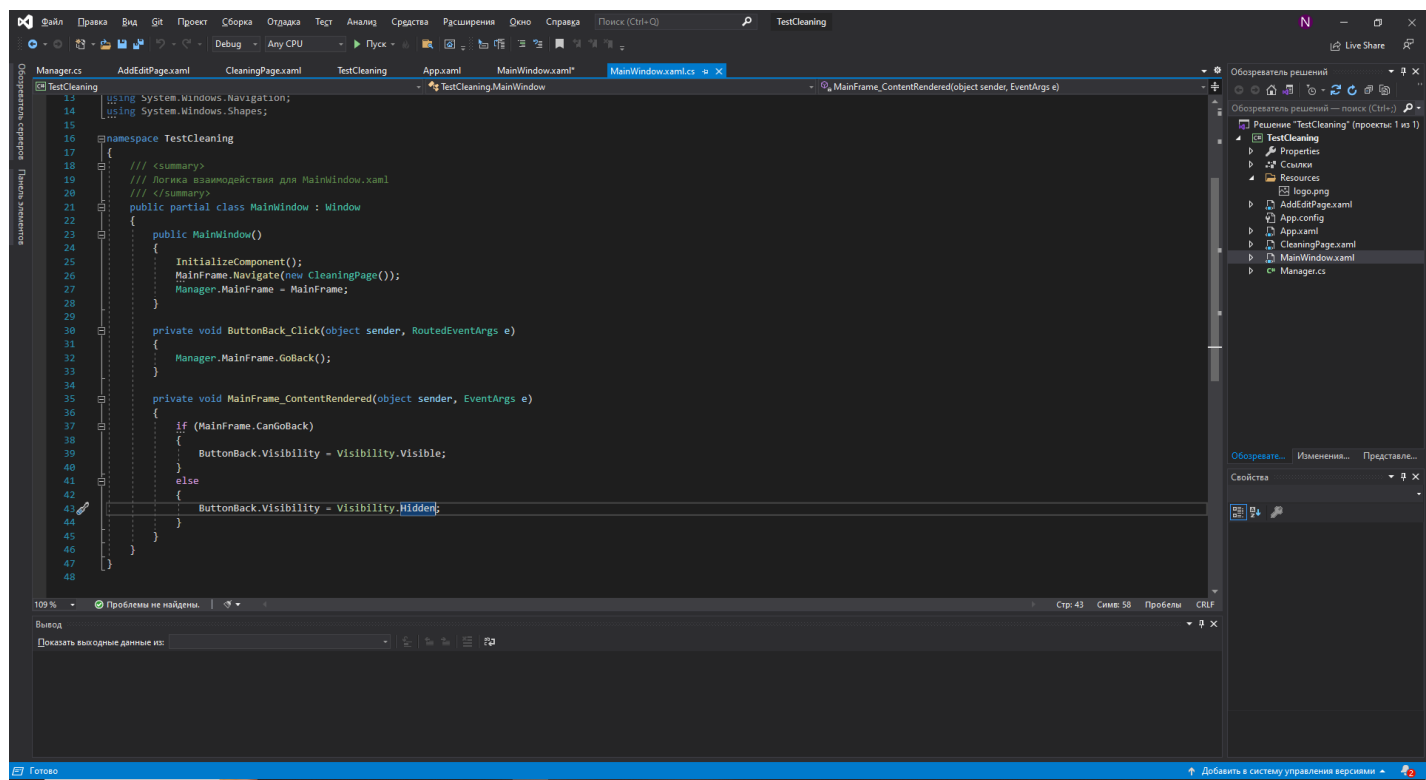 Файл Правка Вид Git Проект Сборка Отладка Тест Анализ Средства Расширения Окно Справка Поиск (Ctrl+Q) TestCleaning N
Debug Any CPU Пуск Live Share
Manager.cs AddEditPage.xaml CleaningPage.xaml TestCleaning App.xaml MainWindow.xaml* MainWindow.xaml.cs
TestCleaning TestCleaning.MainWindow MainFrame_ContentRendered(object sender, EventArgs e)
Обозреватель серверов
Панель элементов
13 using System.Windows.Navigation;
14 using System.Windows.Shapes;
15
16 namespace TestCleaning
17 {
18 /// <summary>
19 /// Логика взаимодействия для MainWindow.xaml
20 /// </summary>
21 public partial class MainWindow : Window
22 {
23 public MainWindow()
24 {
25 InitializeComponent();
26 MainFrame.Navigate(new CleaningPage());
27 Manager.MainFrame = MainFrame;
28 }
29
30 private void ButtonBack_Click(object sender, RoutedEventArgs e)
31 {
32 Manager.MainFrame.GoBack();
33 }
34
35 private void MainFrame_ContentRendered(object sender, EventArgs e)
36 {
37 if (MainFrame.CanGoBack)
38 {
39 ButtonBack.Visibility = Visibility.Visible;
40 }
41 else
42 {
43 ButtonBack.Visibility = Visibility.Hidden;
44 }
45 }
46 }
47 }
48
109 % Проблемы не найдены. Стр: 43 Симв: 58 Пробелы CRLF
Вывод
Показать выходные данные из:
Обозреватель решений
Обозреватель решений — поиск (Ctrl+;)
Решение "TestCleaning" (проекты: 1 из 1)
C# TestCleaning
Properties
Ссылки
Resources
logo.png
AddEditPage.xaml
App.config
App.xaml
CleaningPage.xaml
MainWindow.xaml
C# Manager.cs
Обозревате... Изменения... Представле...
Свойства
Готово Добавить в систему управления версиями 2